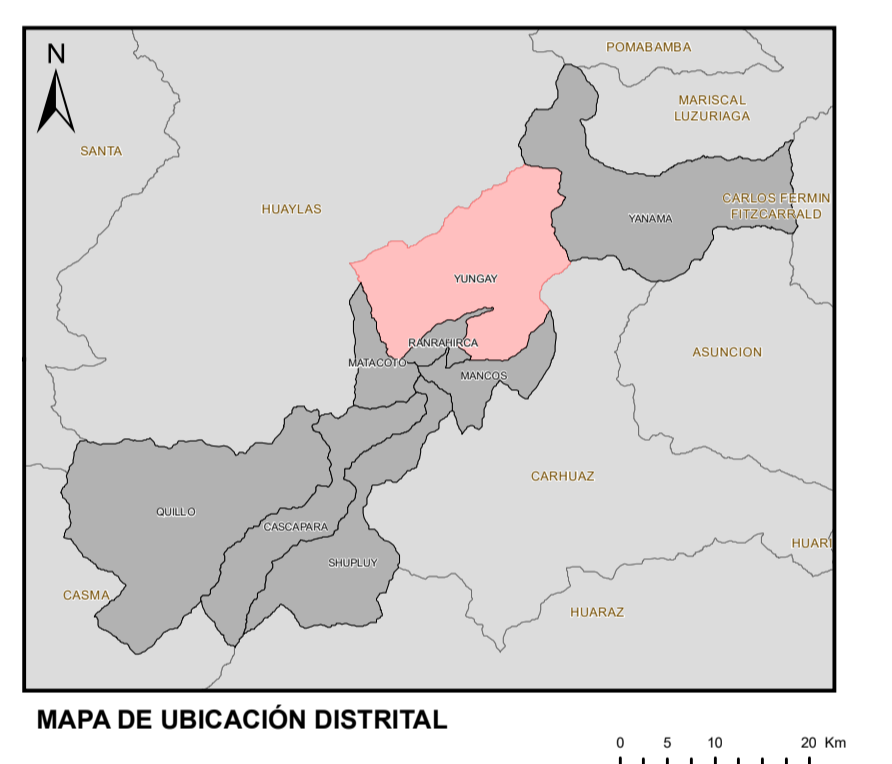 N
POMABAMBA
MARISCAL
LUZURIAGA
SANTA
HUAYLAS
CARLOS FERMIN
FITZCARRALD
YANAMA
YUNGAY
RANRAHIRCA
ASUNCION
MATACOTO
MANCOS
CARHUAZ
QUILLO
CASCAPARA
HUARI
SHUPLUY
CASMA
HUARAZ
MAPA DE UBICACIÓN DISTRITAL
0 5 10 20 Km